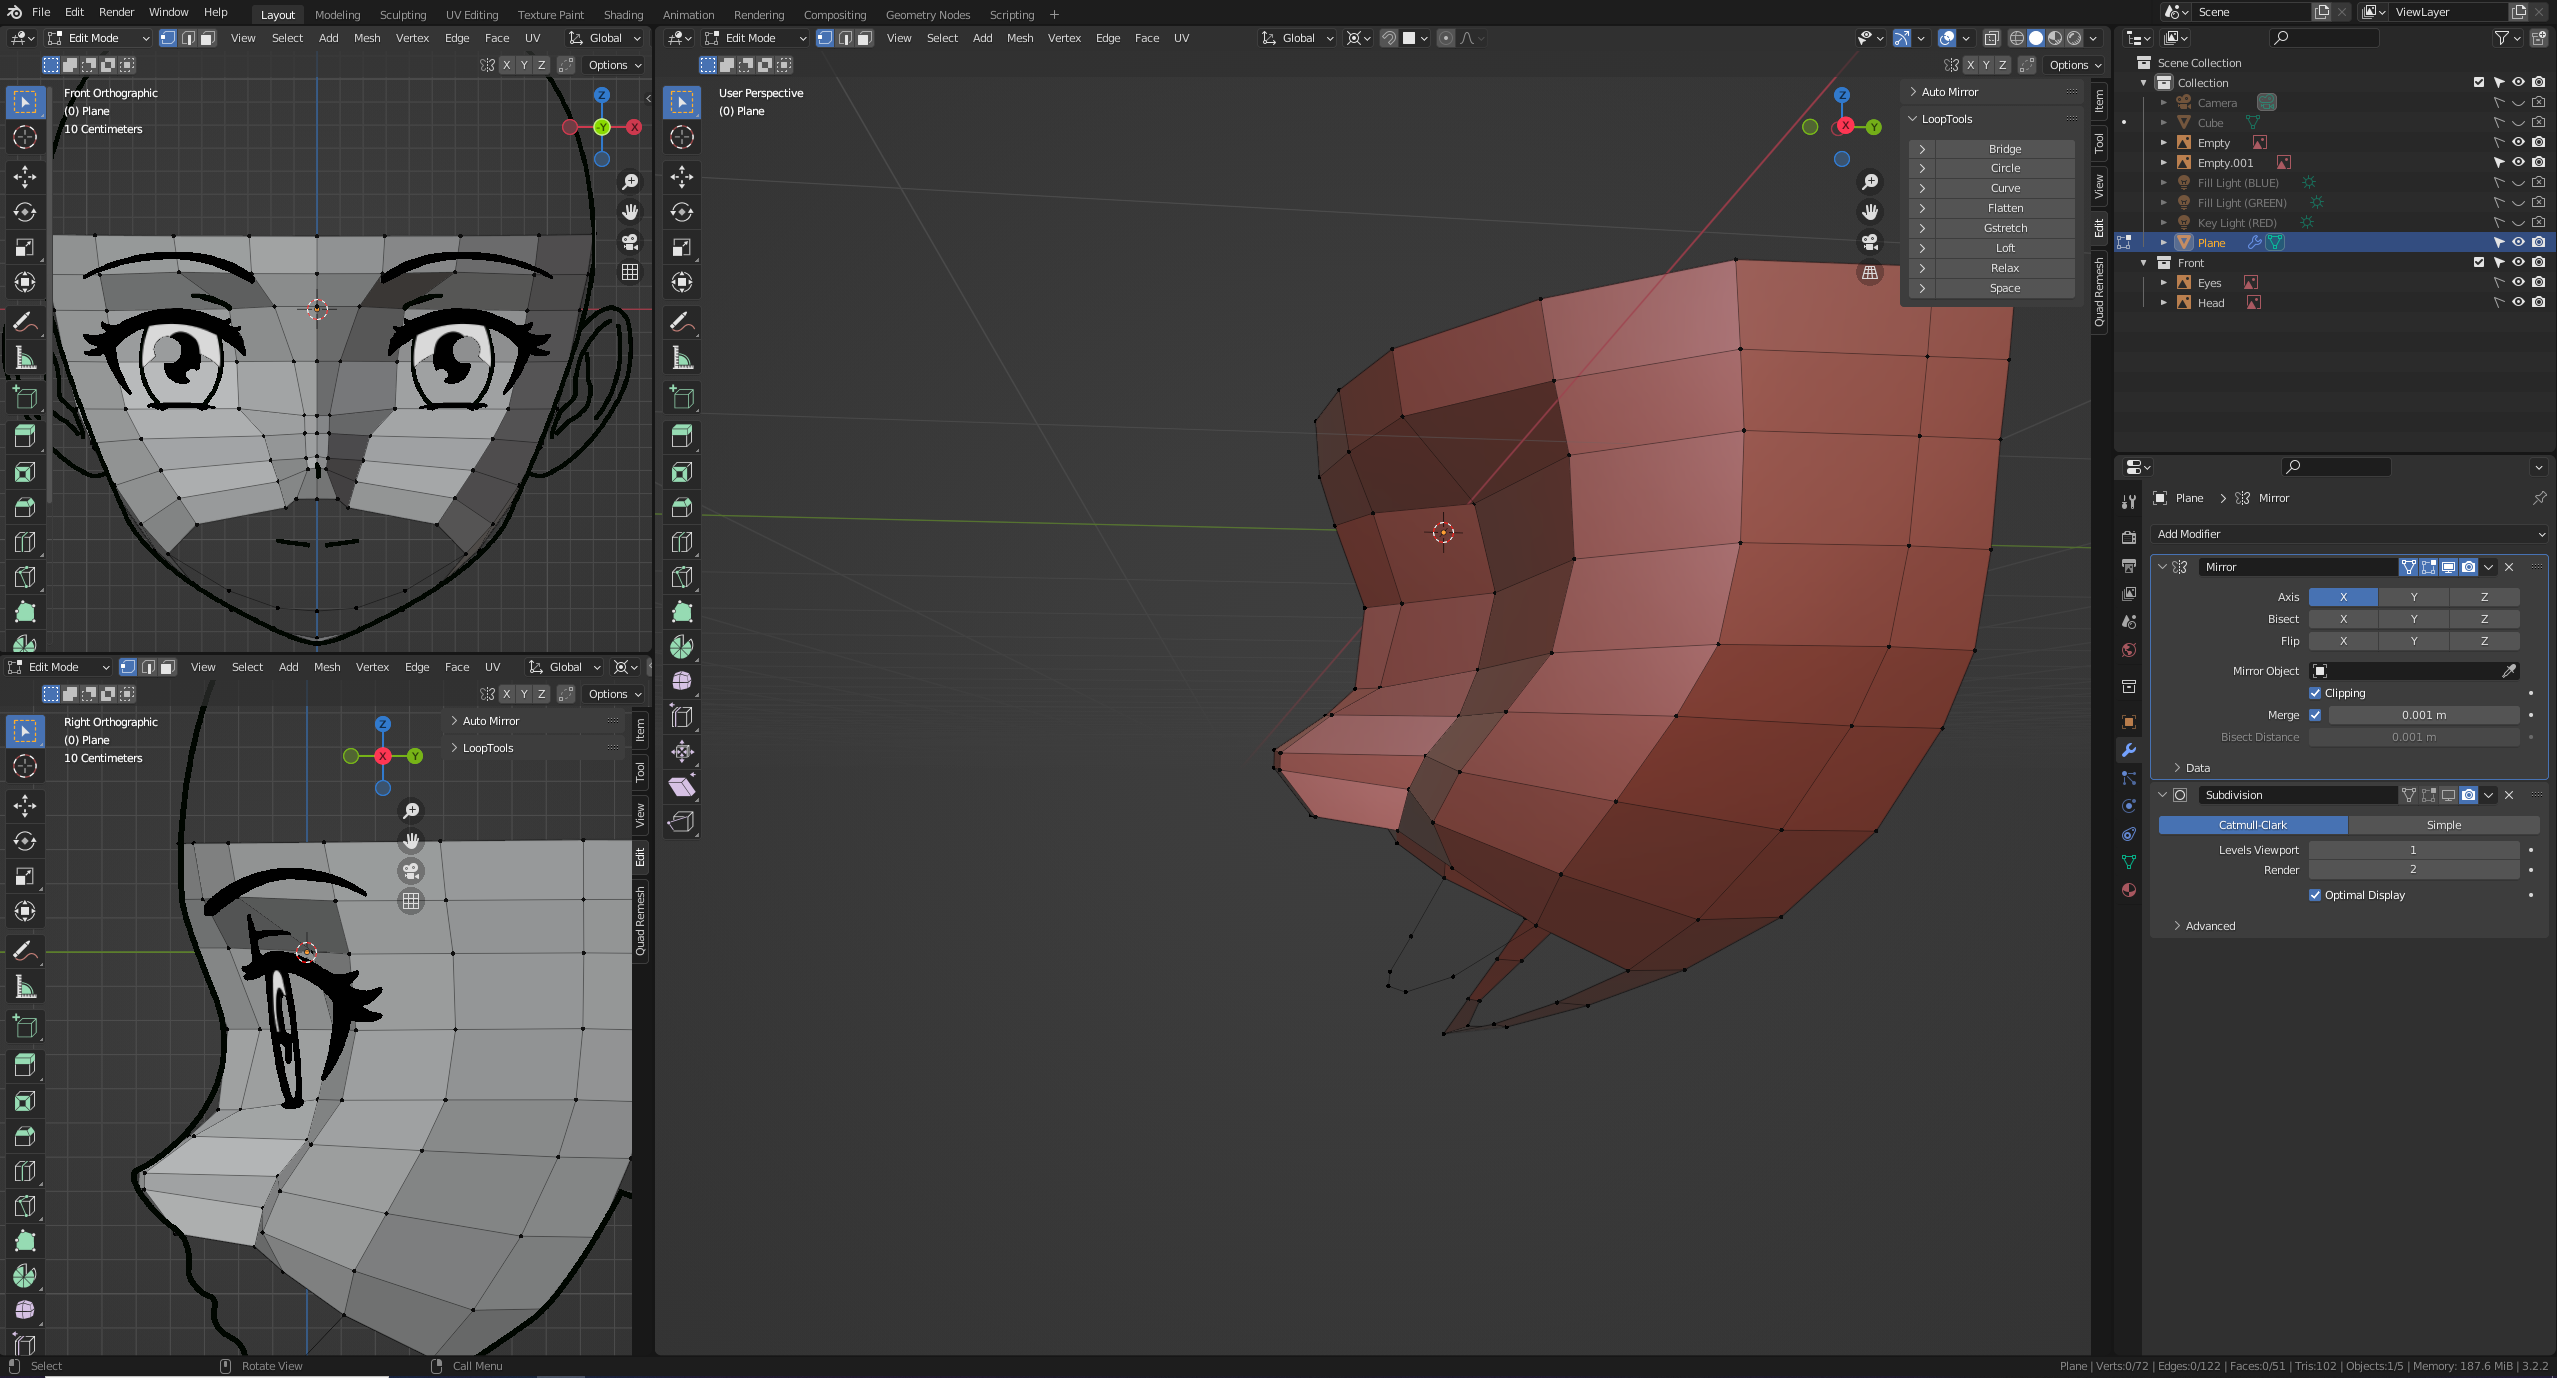 File Edit Render Window Help Layout Modeling Sculpting UV Editing Texture Paint Shading Animation Rendering Compositing Geometry Nodes Scripting + Scene ViewLayer
Edit Mode View Select Add Mesh Vertex Edge Face UV Global
X Y Z Options
Front Orthographic
(0) Plane
10 Centimeters
Z
-Y X
Edit Mode View Select Add Mesh Vertex Edge Face UV Global
X Y Z Options
Right Orthographic
(0) Plane
10 Centimeters
Z
X Y
Auto Mirror
LoopTools
Item
Tool
View
Edit
Quad Remesh
Edit Mode View Select Add Mesh Vertex Edge Face UV Global
X Y Z Options
User Perspective
(0) Plane
Z
X Y
Auto Mirror
LoopTools
Bridge
Circle
Curve
Flatten
Gstretch
Loft
Relax
Space
Item
Tool
View
Edit
Quad Remesh
Scene Collection
Collection
Camera
Cube
Empty
Empty.001
Fill Light (BLUE)
Fill Light (GREEN)
Key Light (RED)
Plane
Front
Eyes
Head
Plane Mirror
Add Modifier
Mirror
Axis X Y Z
Bisect X Y Z
Flip X Y Z
Mirror Object
Clipping
Merge 0.001 m
Bisect Distance 0.001 m
Data
Subdivision
Catmull-Clark Simple
Levels Viewport 1
Render 2
Optimal Display
Advanced
Select Rotate View Call Menu Plane | Verts:0/72 | Edges:0/122 | Faces:0/51 | Tris:102 | Objects:1/5 | Memory: 187.6 MiB | 3.2.2